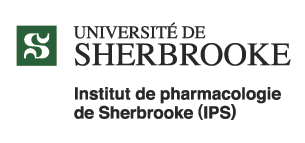 UNIVERSITÉ DE
SHERBROOKE
Institut de pharmacologie
de Sherbrooke (IPS)